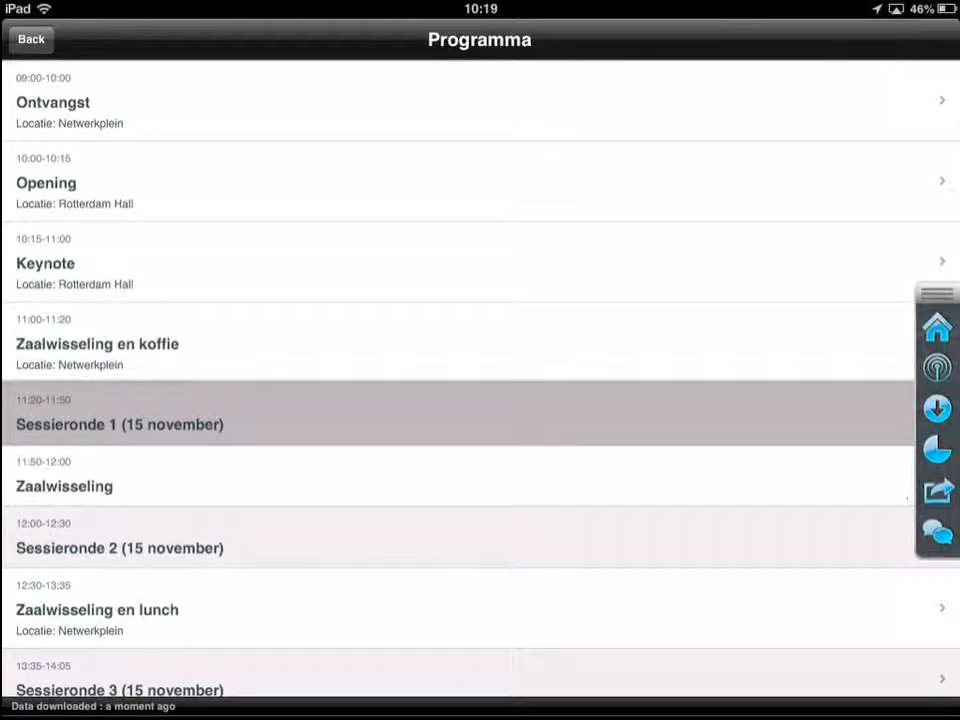 iPad 10:19 46%
Back Programma
09:00-10:00
Ontvangst
Locatie: Netwerkplein
10:00-10:15
Opening
Locatie: Rotterdam Hall
10:15-11:00
Keynote
Locatie: Rotterdam Hall
11:00-11:20
Zaalwisseling en koffie
Locatie: Netwerkplein
11:20-11:50
Sessieronde 1 (15 november)
11:50-12:00
Zaalwisseling
12:00-12:30
Sessieronde 2 (15 november)
12:30-13:35
Zaalwisseling en lunch
Locatie: Netwerkplein
13:35-14:05
Sessieronde 3 (15 november)
Data downloaded : a moment ago